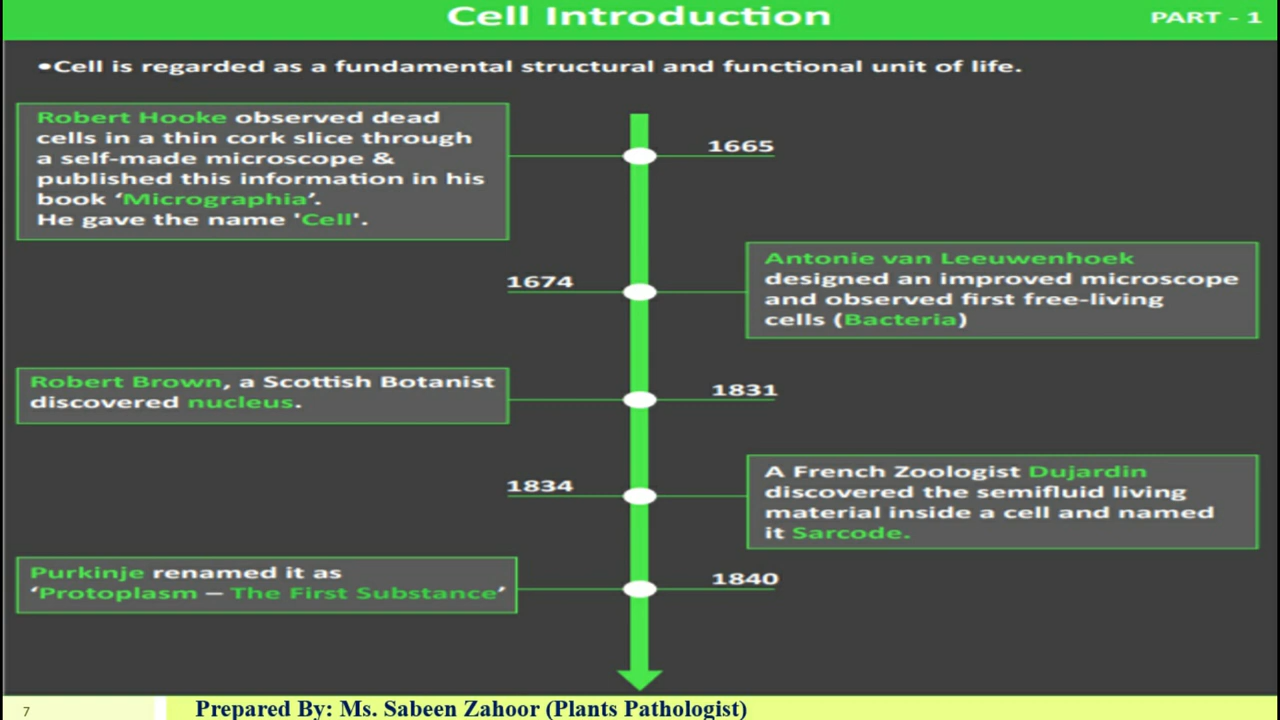 Cell Introduction
PART - 1
•Cell is regarded as a fundamental structural and functional unit of life.
Robert Hooke observed dead
cells in a thin cork slice through
a self-made microscope &
published this information in his
book ‘Micrographia’.
He gave the name 'Cell'.
1665
1674
Antonie van Leeuwenhoek
designed an improved microscope
and observed first free-living
cells (Bacteria)
Robert Brown, a Scottish Botanist
discovered nucleus.
1831
1834
A French Zoologist Dujardin
discovered the semifluid living
material inside a cell and named
it Sarcode.
Purkinje renamed it as
‘Protoplasm – The First Substance’
1840
7
Prepared By: Ms. Sabeen Zahoor (Plants Pathologist)